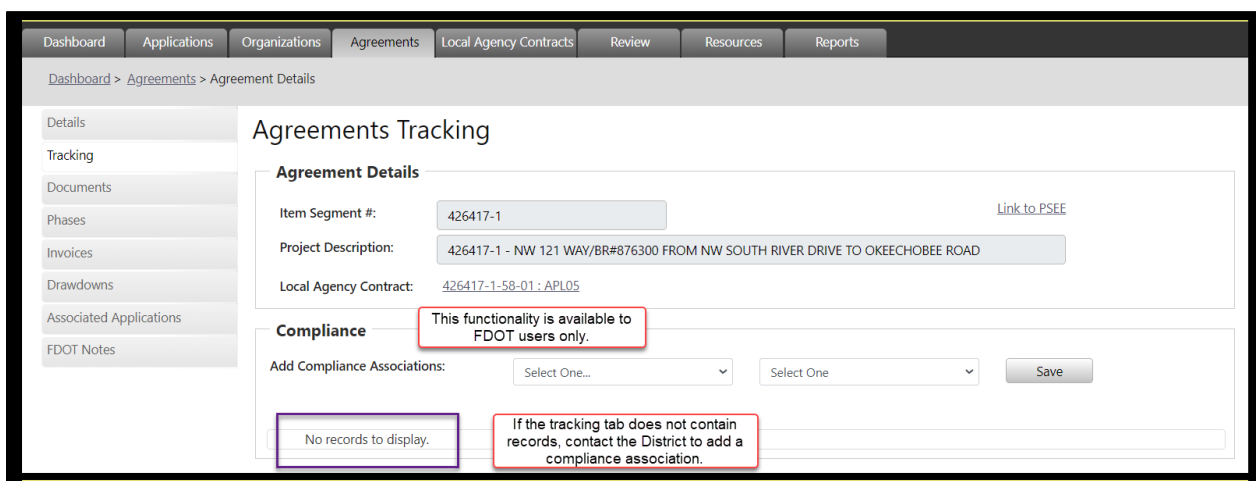 Dashboard Applications Organizations Agreements Local Agency Contracts Review Resources Reports
Dashboard > Agreements > Agreement Details
Details
Tracking
Documents
Phases
Invoices
Drawdowns
Associated Applications
FDOT Notes
Agreements Tracking
Agreement Details
Item Segment #: 426417-1 Link to PSEE
Project Description: 426417-1 - NW 121 WAY/BR#876300 FROM NW SOUTH RIVER DRIVE TO OKEECHOBEE ROAD
Local Agency Contract: 426417-1-58-01 : APL05
This functionality is available to
FDOT users only.
Compliance
Add Compliance Associations: Select One... Select One Save
No records to display.
If the tracking tab does not contain
records, contact the District to add a
compliance association.